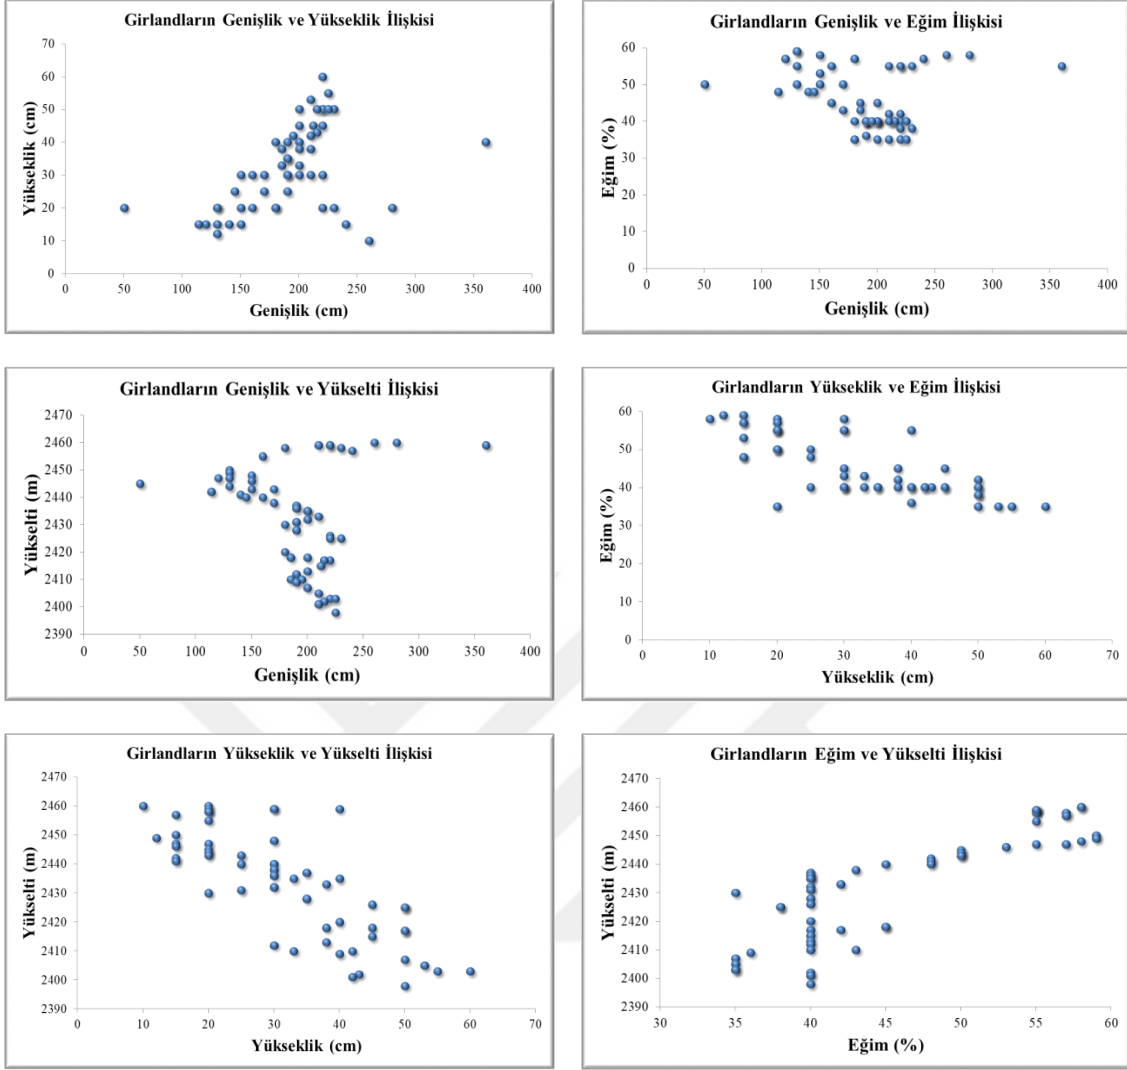 Girlandların Genişlik ve Yükseklik İlişkisi
Yükseklik (cm)
70
60
50
40
30
20
10
0
0 50 100 150 200 250 300 350 400
Genişlik (cm)
Girlandların Genişlik ve Eğim İlişkisi
Eğim (%)
60
50
40
30
20
10
0
0 50 100 150 200 250 300 350 400
Genişlik (cm)
Girlandların Genişlik ve Yükselti İlişkisi
Yükselti (m)
2470
2460
2450
2440
2430
2420
2410
2400
2390
0 50 100 150 200 250 300 350 400
Genişlik (cm)
Girlandların Yükseklik ve Eğim İlişkisi
Eğim (%)
60
50
40
30
20
10
0
0 10 20 30 40 50 60 70
Yükseklik (cm)
Girlandların Yükseklik ve Yükselti İlişkisi
Yükselti (m)
2470
2460
2450
2440
2430
2420
2410
2400
2390
0 10 20 30 40 50 60 70
Yükseklik (cm)
Girlandların Eğim ve Yükselti İlişkisi
Yükselti (m)
2470
2460
2450
2440
2430
2420
2410
2400
2390
30 35 40 45 50 55 60
Eğim (%)